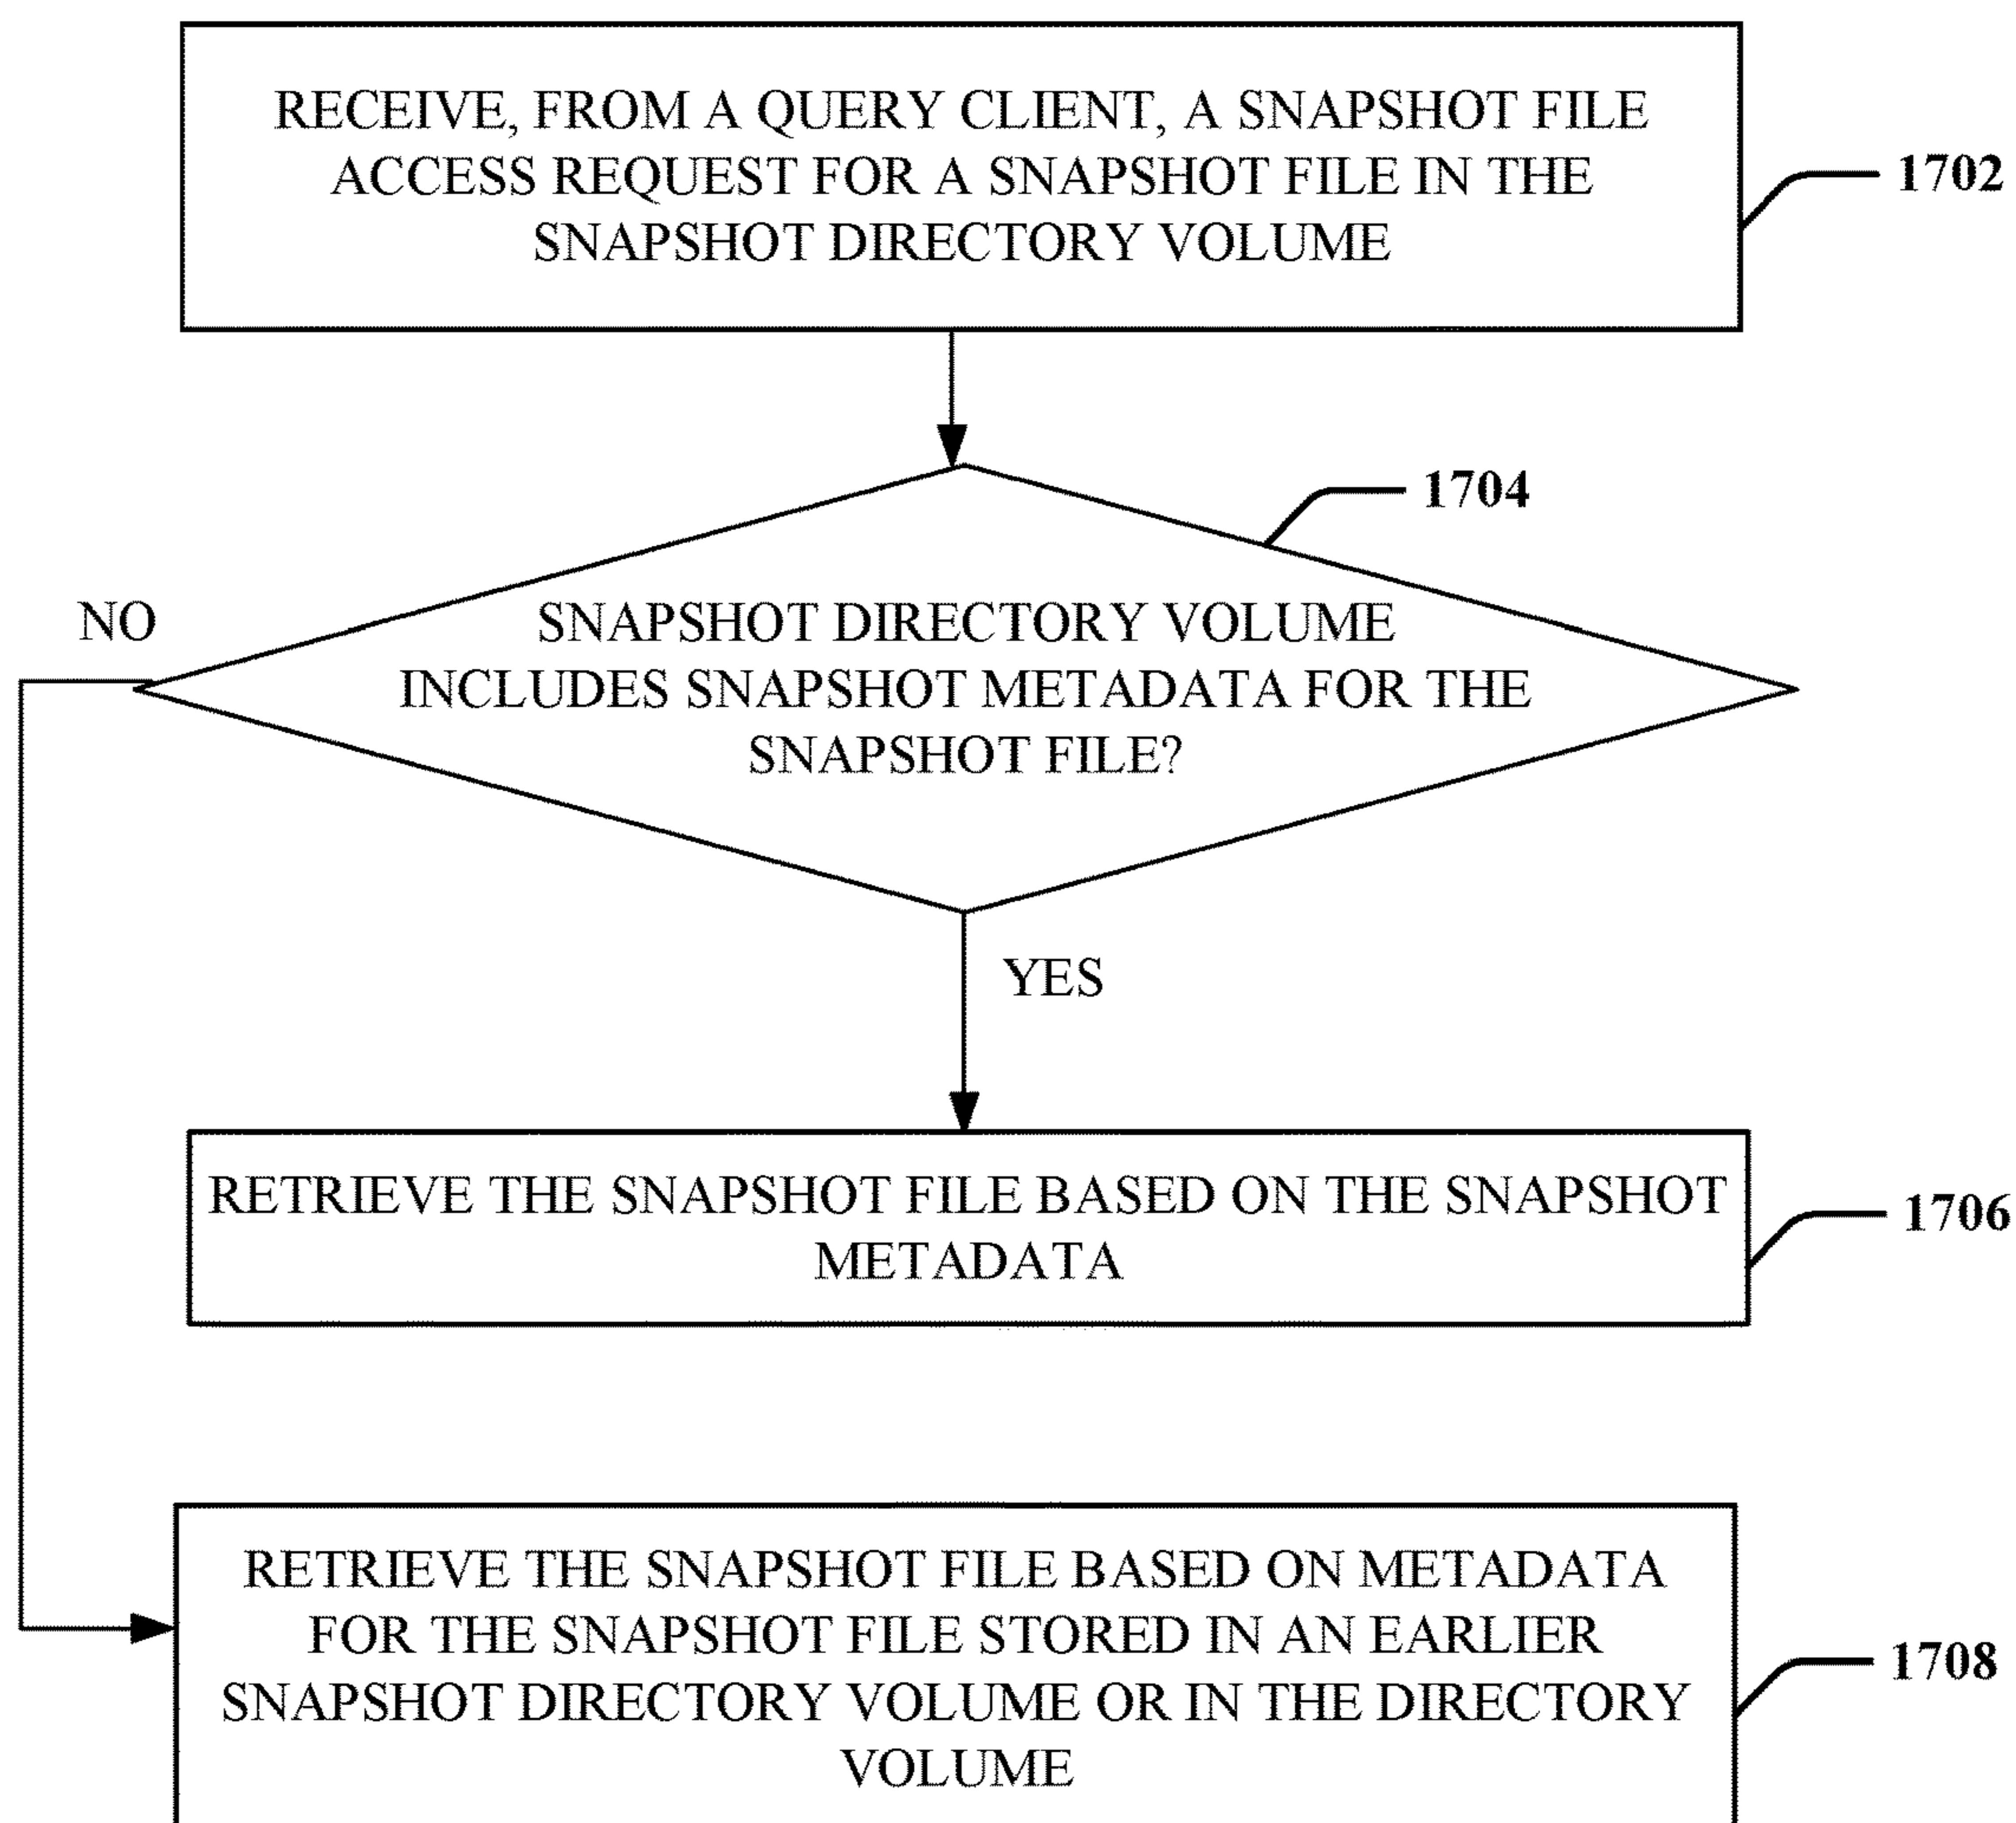 RECEIVE, FROM A QUERY CLIENT, A SNAPSHOT FILE
ACCESS REQUEST FOR A SNAPSHOT FILE IN THE
SNAPSHOT DIRECTORY VOLUME
1702
1704
NO
SNAPSHOT DIRECTORY VOLUME
INCLUDES SNAPSHOT METADATA FOR THE
SNAPSHOT FILE?
YES
RETRIEVE THE SNAPSHOT FILE BASED ON THE SNAPSHOT
METADATA
1706
RETRIEVE THE SNAPSHOT FILE BASED ON METADATA
FOR THE SNAPSHOT FILE STORED IN AN EARLIER
SNAPSHOT DIRECTORY VOLUME OR IN THE DIRECTORY
VOLUME
1708